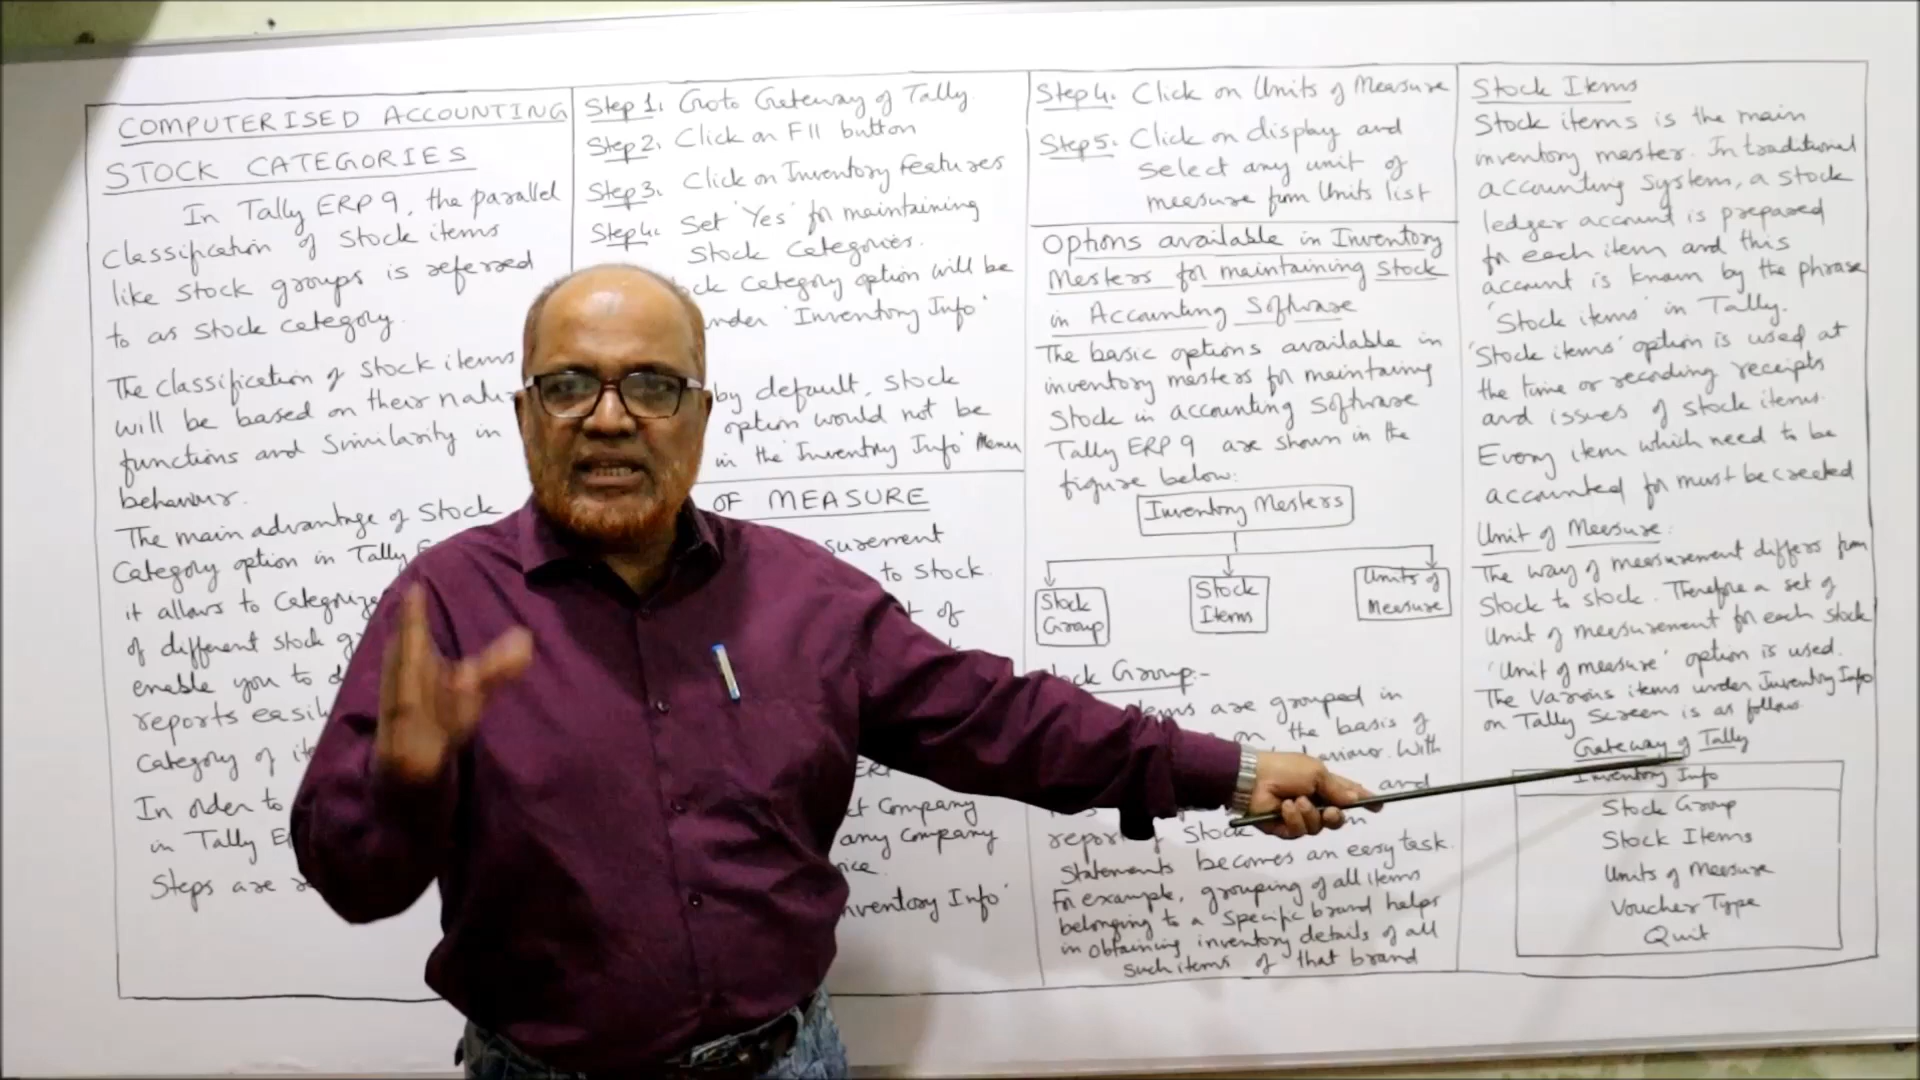 COMPUTERISED ACCOUNTING
STOCK CATEGORIES
In Tally ERP 9, the parallel
classification of stock items
like stock groups is referred
to as stock category.
The classification of stock items
will be based on their
functions and similarity in
behaviour.
The main advantage of stock
category option in Tally
it allows to categorize
of different stock
enable you to
reports easily
category of
In order to
in Tally
Steps are
Step 1. Goto Gateway of Tally.
Step 2. Click on F11 button
Step 3. Click on Inventory features
Step 4. Set 'Yes' for maintaining
Stock Categories.
Category option will be
'Inventory Info'
by default, stock
option would not be
in the 'Inventory Info' Menu
OF MEASURE
to stock.
of
Company
any Company
Inventory Info'
Step 4. Click on Units of Measure
Step 5. Click on display and
select any unit of
measure from Units list
Options available in Inventory
Masters for maintaining stock
in Accounting Software
The basic options available in
inventory masters for maintaining
stock in accounting software
Tally ERP 9 are shown in the
figure below:
Inventory Masters
Stock Group
Stock Items
Units of Measure
Group:-
are grouped in
on the basis of
With
and
Stock
Statements becomes an easy task.
For example, grouping of all items
belonging to a specific brand helps
in obtaining inventory details of all
such items of that brand
Stock Items
Stock items is the main
inventory master. In traditional
accounting system, a stock
ledger account is prepared
for each item and this
account is known by the phrase
'Stock items' in Tally.
'Stock items' option is used at
the time or recording receipts
and issues of stock items.
Every item which need to be
accounted for must be created
Unit of Measure:
The way of measurement differs from
stock to stock. Therefore a set of
unit of measurement for each stock
'Unit of measure' option is used.
The various items under Inventory Info
on Tally Screen is as follows
Gateway of Tally
Inventory Info
Stock Group
Stock Items
Units of Measure
Voucher Type
Quit